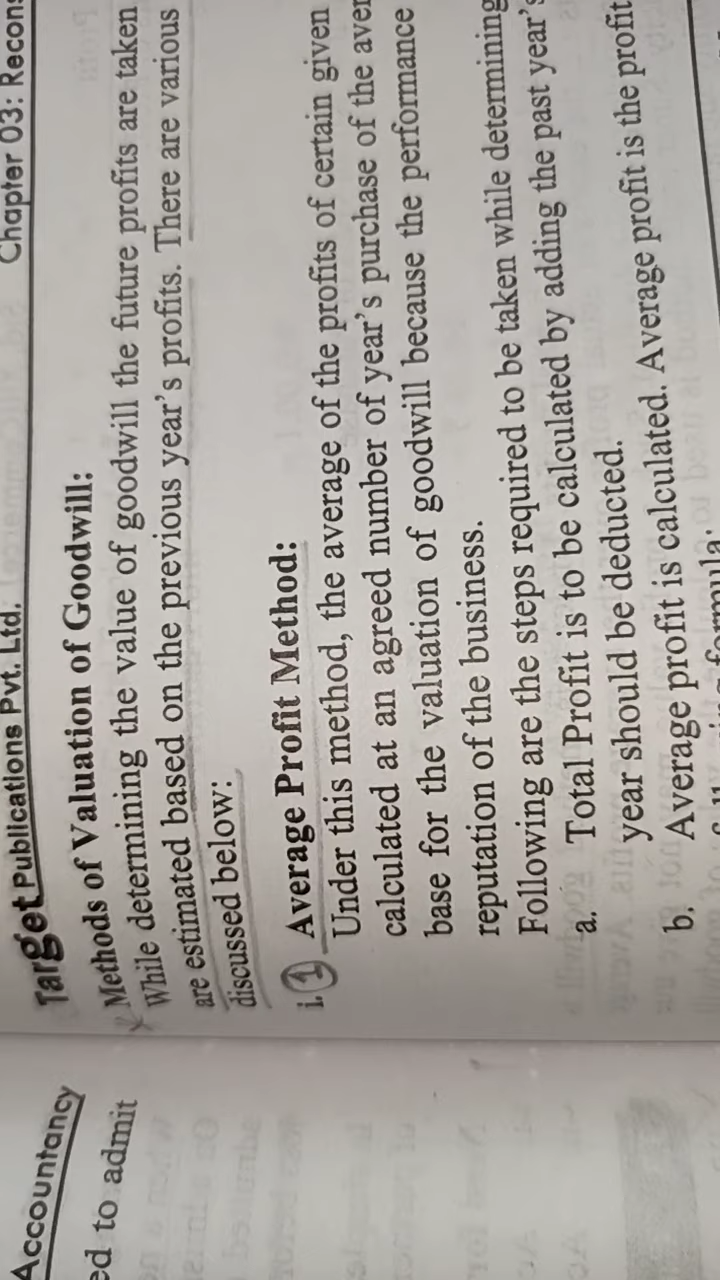 Accountancy
ed to admit
Target Publications Pvt. Ltd. Chapter 03: Recons
Methods of Valuation of Goodwill:
While determining the value of goodwill the future profits are taken
are estimated based on the previous year's profits. There are various
discussed below:
i. 1 Average Profit Method:
Under this method, the average of the profits of certain given
calculated at an agreed number of year's purchase of the aver
base for the valuation of goodwill because the performance
reputation of the business.
Following are the steps required to be taken while determining
a. Total Profit is to be calculated by adding the past year's
year should be deducted.
b. Average profit is calculated. Average profit is the profit
formula: